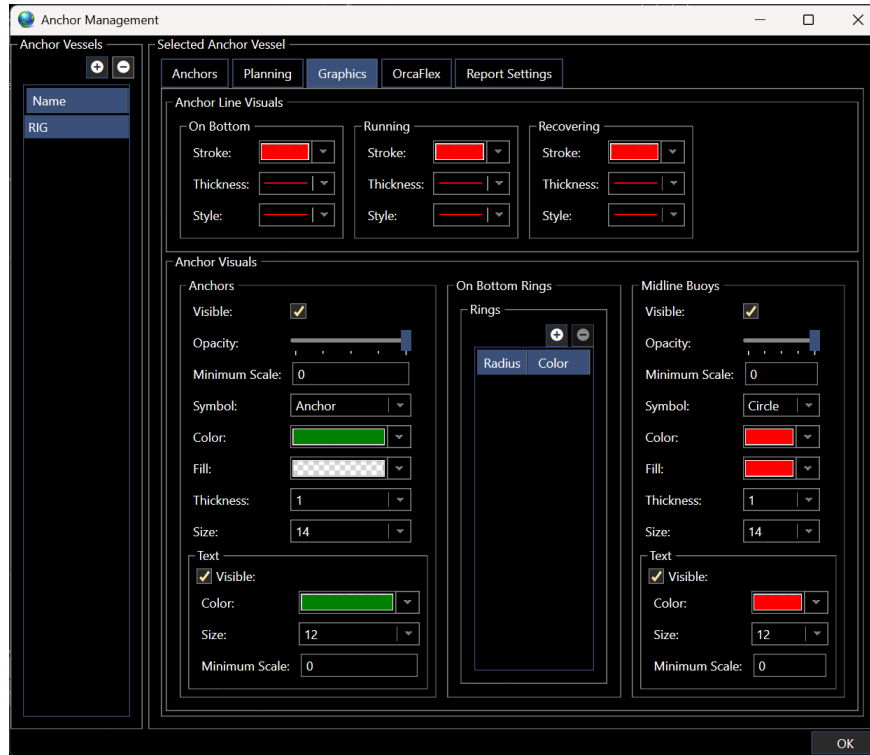 Anchor Management
Anchor Vessels
Name
RIG
Selected Anchor Vessel
Anchors Planning Graphics OrcaFlex Report Settings
Anchor Line Visuals
On Bottom
Stroke:
Thickness:
Style:
Running
Stroke:
Thickness:
Style:
Recovering
Stroke:
Thickness:
Style:
Anchor Visuals
Anchors
Visible:
Opacity:
Minimum Scale: 0
Symbol: Anchor
Color:
Fill:
Thickness: 1
Size: 14
Text
Visible:
Color:
Size: 12
Minimum Scale: 0
On Bottom Rings
Rings
Radius Color
Midline Buoys
Visible:
Opacity:
Minimum Scale: 0
Symbol: Circle
Color:
Fill:
Thickness: 1
Size: 14
Text
Visible:
Color:
Size: 12
Minimum Scale: 0
OK